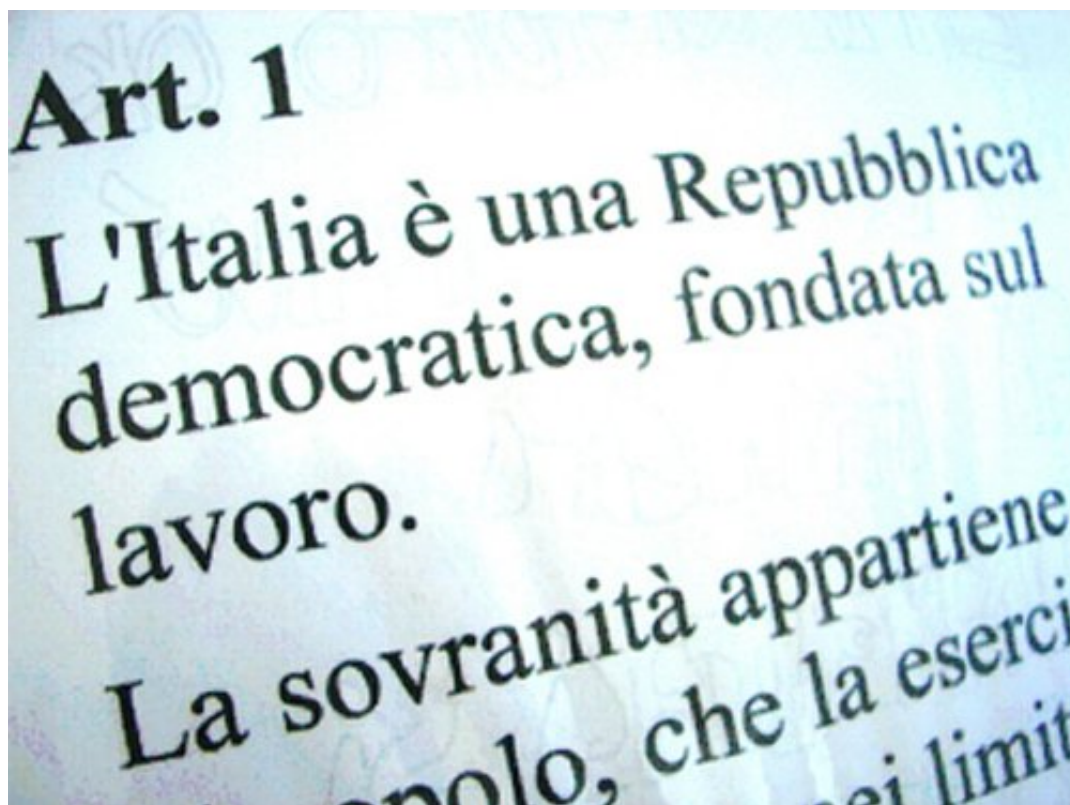 Art. 1
L'Italia è una Repubblica
democratica, fondata sul
lavoro.
La sovranità appartiene
che la